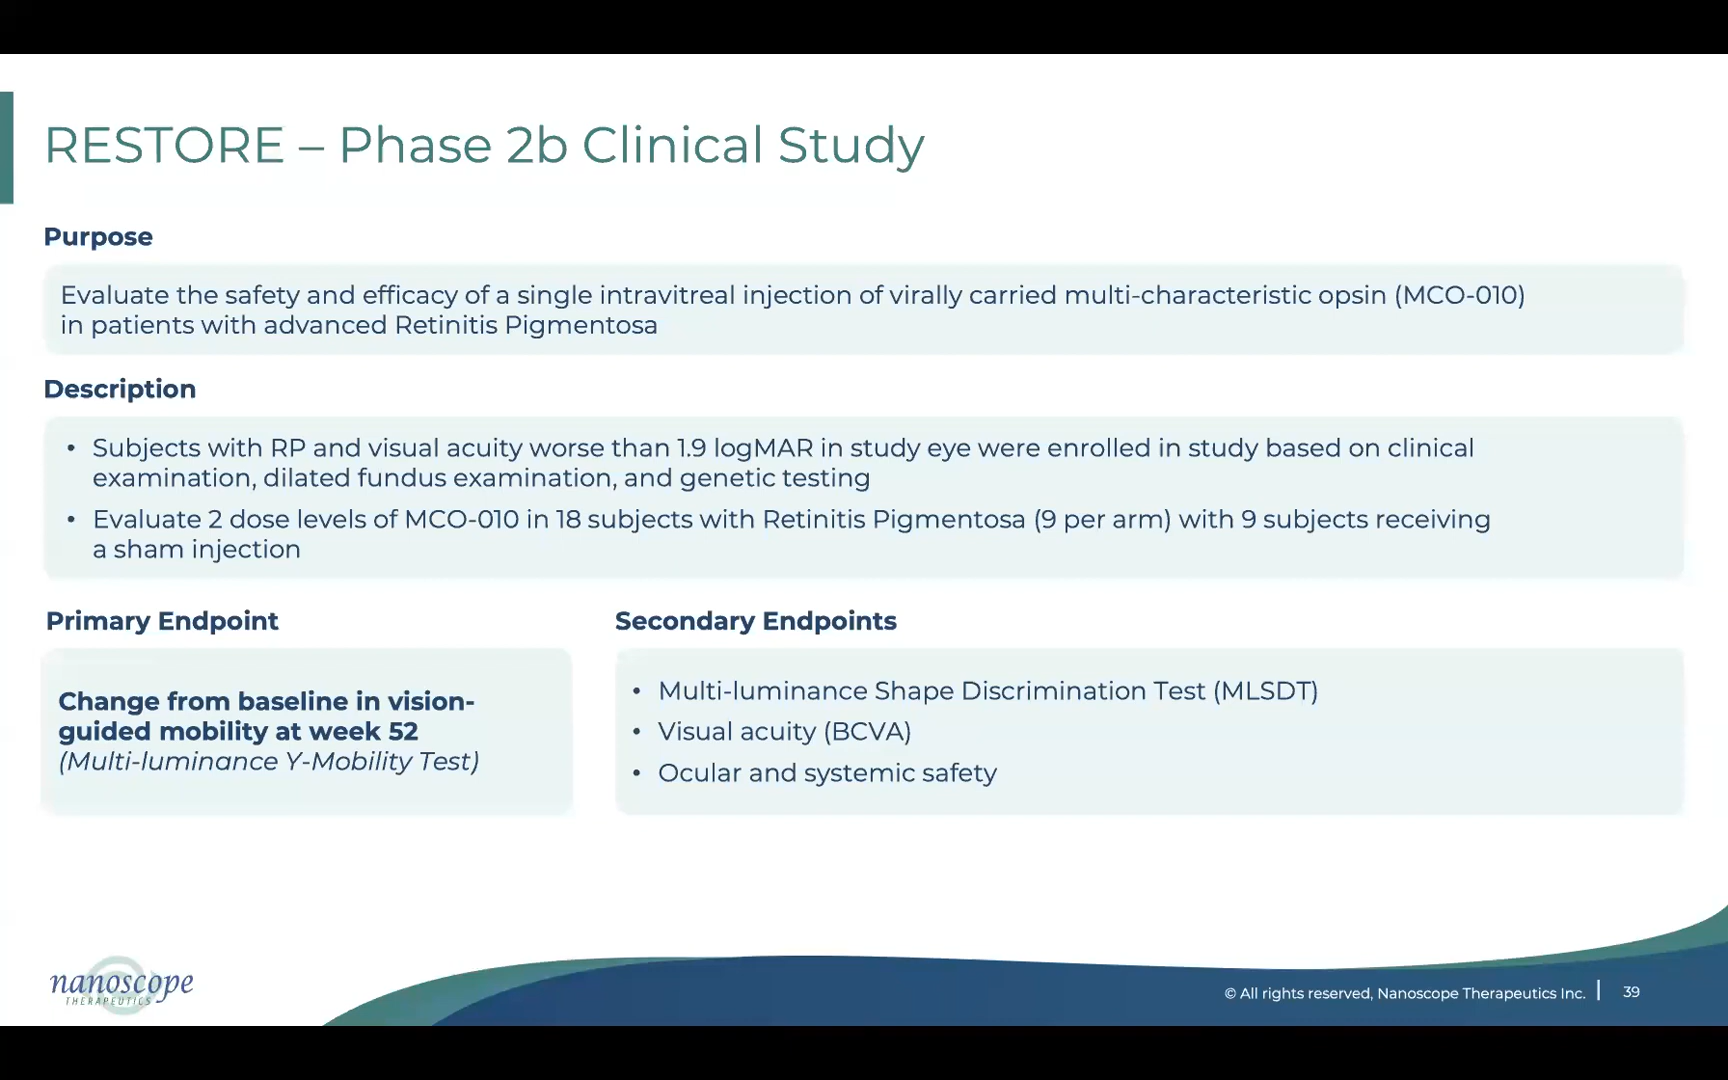 RESTORE – Phase 2b Clinical Study
Purpose
Evaluate the safety and efficacy of a single intravitreal injection of virally carried multi-characteristic opsin (MCO-010)
in patients with advanced Retinitis Pigmentosa
Description
• Subjects with RP and visual acuity worse than 1.9 logMAR in study eye were enrolled in study based on clinical
examination, dilated fundus examination, and genetic testing
• Evaluate 2 dose levels of MCO-010 in 18 subjects with Retinitis Pigmentosa (9 per arm) with 9 subjects receiving
a sham injection
Primary Endpoint
Change from baseline in vision-
guided mobility at week 52
(Multi-luminance Y-Mobility Test)
Secondary Endpoints
• Multi-luminance Shape Discrimination Test (MLSDT)
• Visual acuity (BCVA)
• Ocular and systemic safety
nanoscope
THERAPEUTICS
© All rights reserved, Nanoscope Therapeutics Inc. | 39